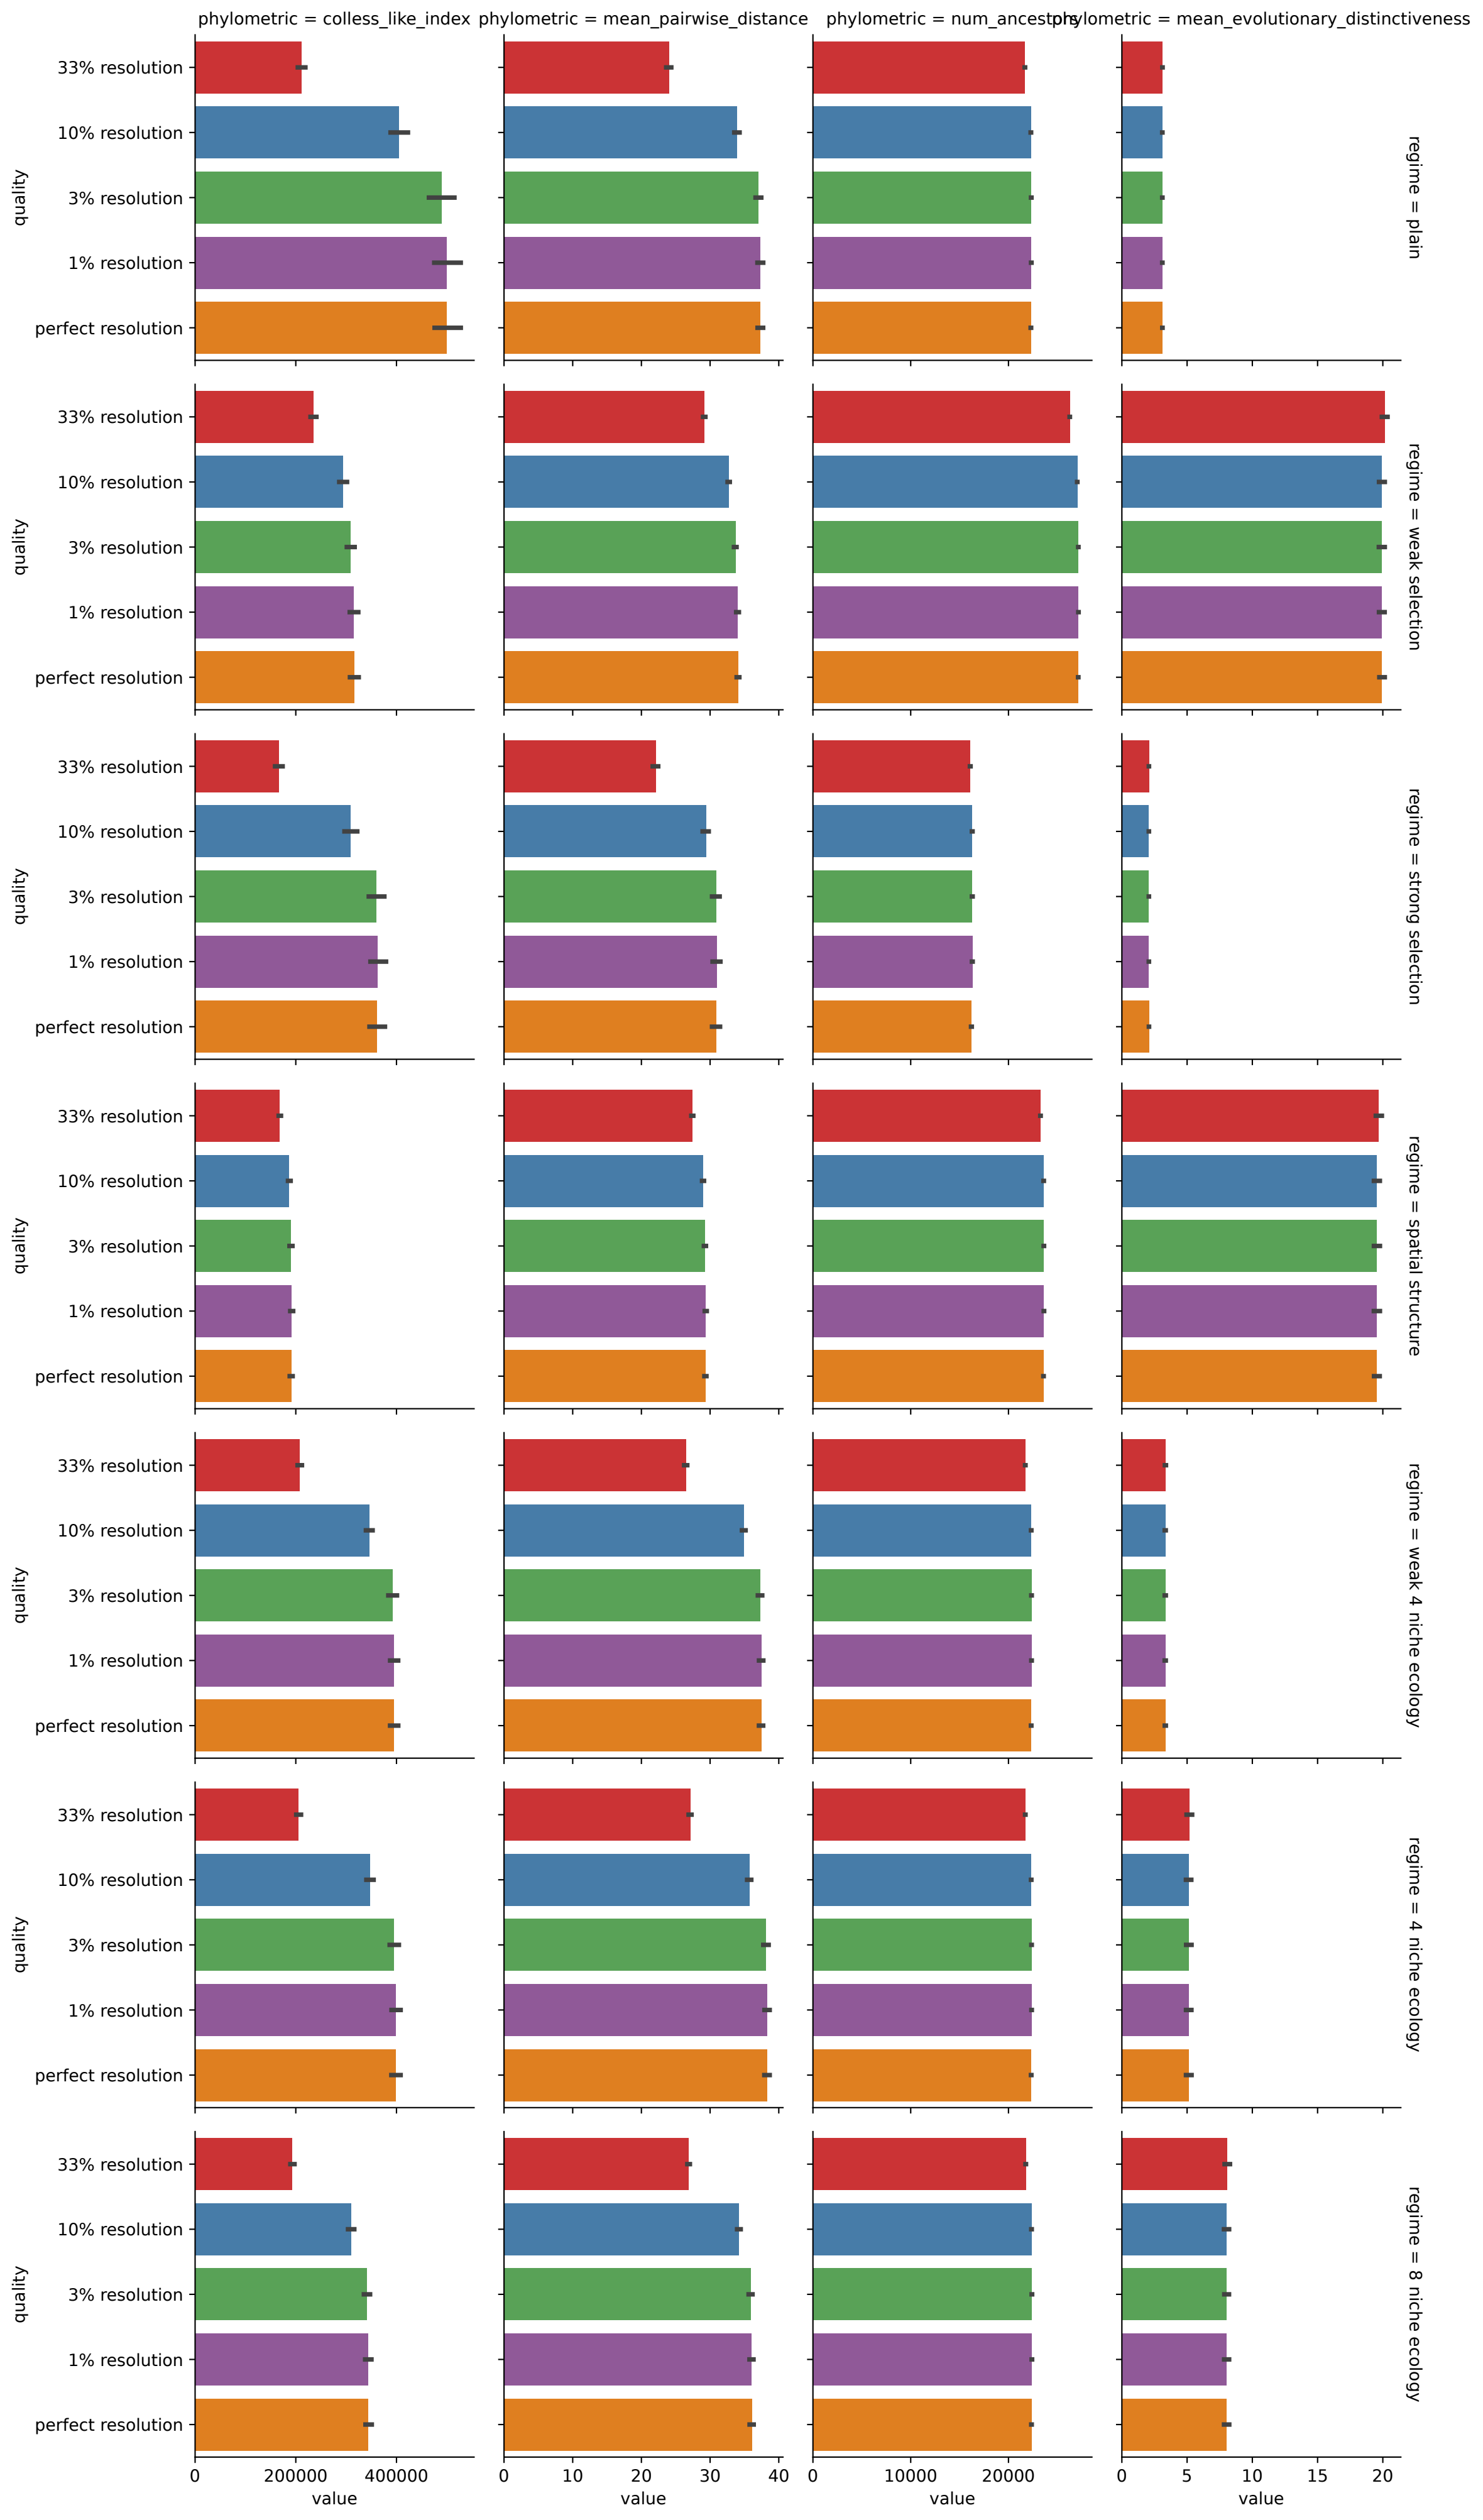 phylometric = colless_like_index
phylometric = mean_pairwise_distance
phylometric = num_ancestors
phylometric = mean_evolutionary_distinctiveness
quality
33% resolution
10% resolution
3% resolution
1% resolution
perfect resolution
regime = plain
quality
33% resolution
10% resolution
3% resolution
1% resolution
perfect resolution
regime = weak selection
quality
33% resolution
10% resolution
3% resolution
1% resolution
perfect resolution
regime = strong selection
quality
33% resolution
10% resolution
3% resolution
1% resolution
perfect resolution
regime = spatial structure
quality
33% resolution
10% resolution
3% resolution
1% resolution
perfect resolution
regime = weak 4 niche ecology
quality
33% resolution
10% resolution
3% resolution
1% resolution
perfect resolution
regime = 4 niche ecology
quality
33% resolution
10% resolution
3% resolution
1% resolution
perfect resolution
regime = 8 niche ecology
0 200000 400000
value
0 10 20 30 40
value
0 10000 20000
value
0 5 10 15 20
value